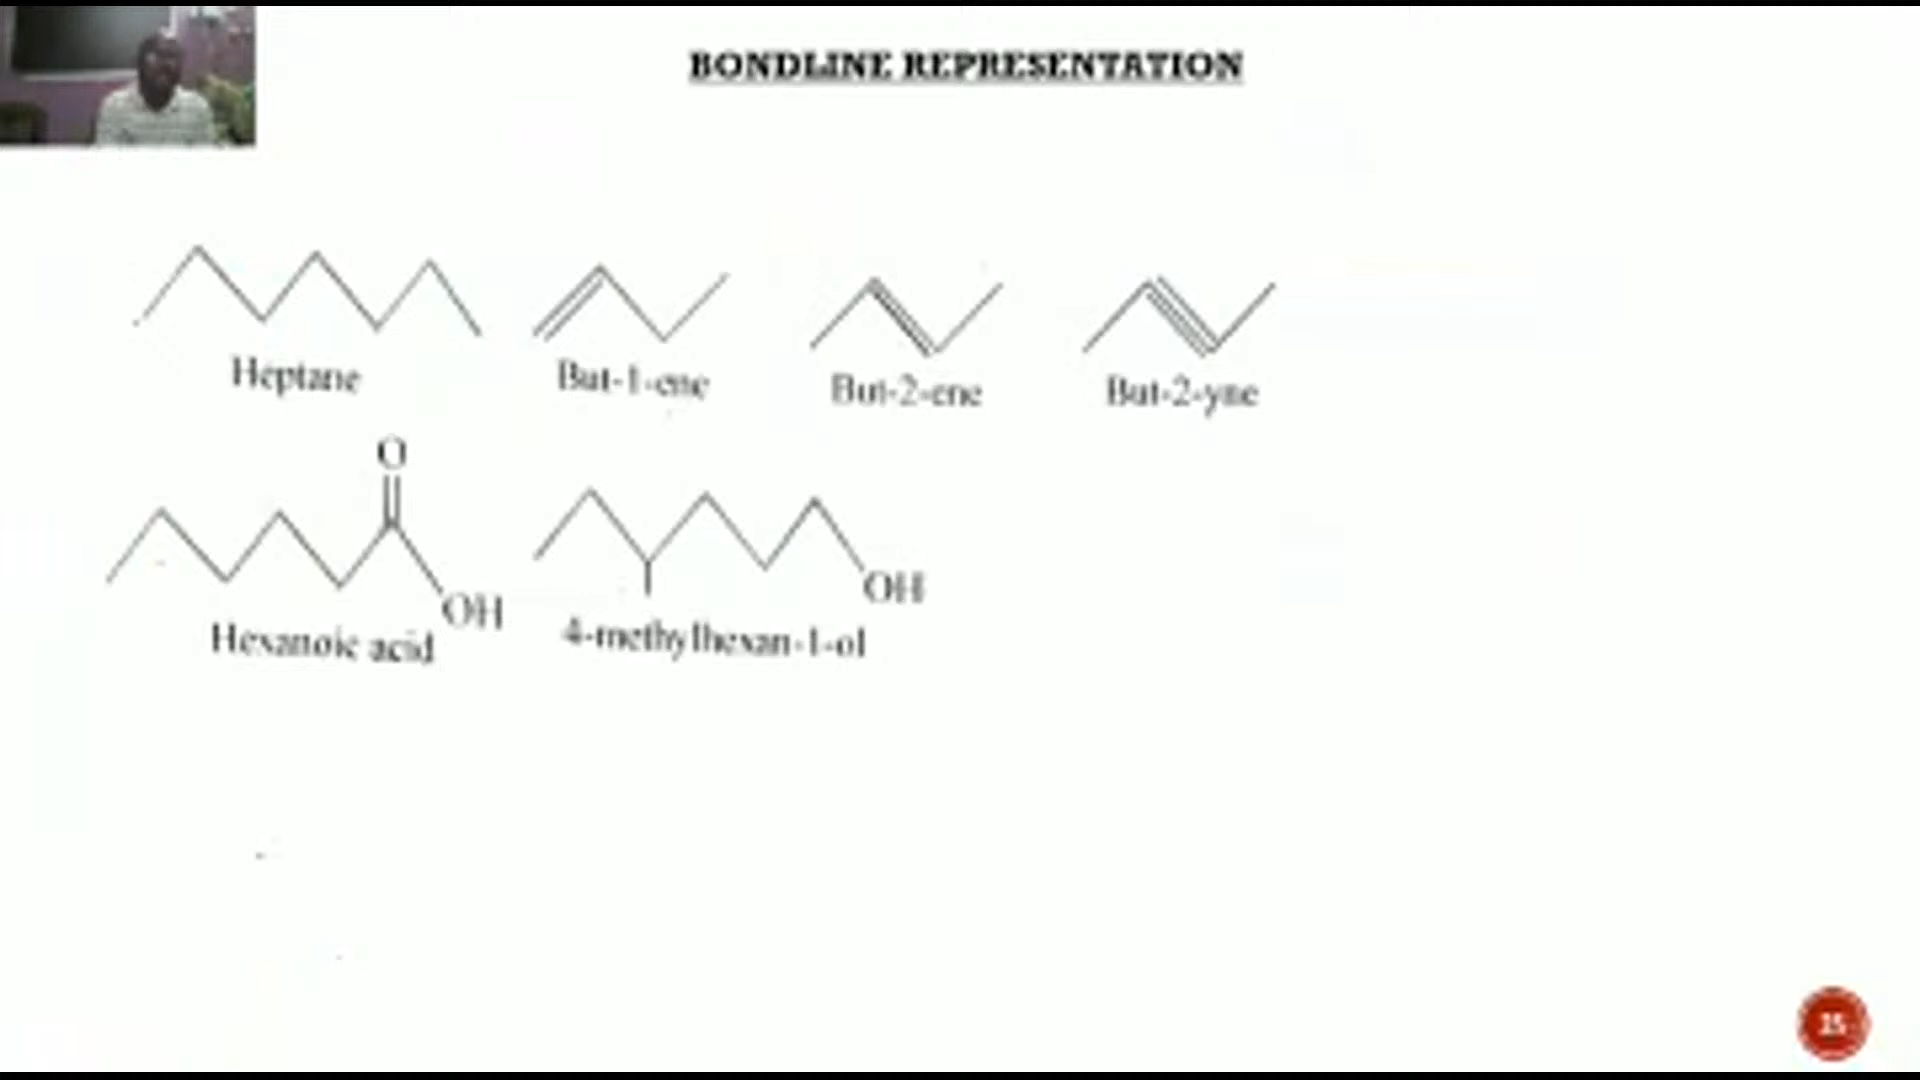 BONDLINE REPRESENTATION
Heptane
But-1-ene
But-2-ene
But-2-yne
O
OH
Hexanoic acid
OH
4-methylhexan-1-ol